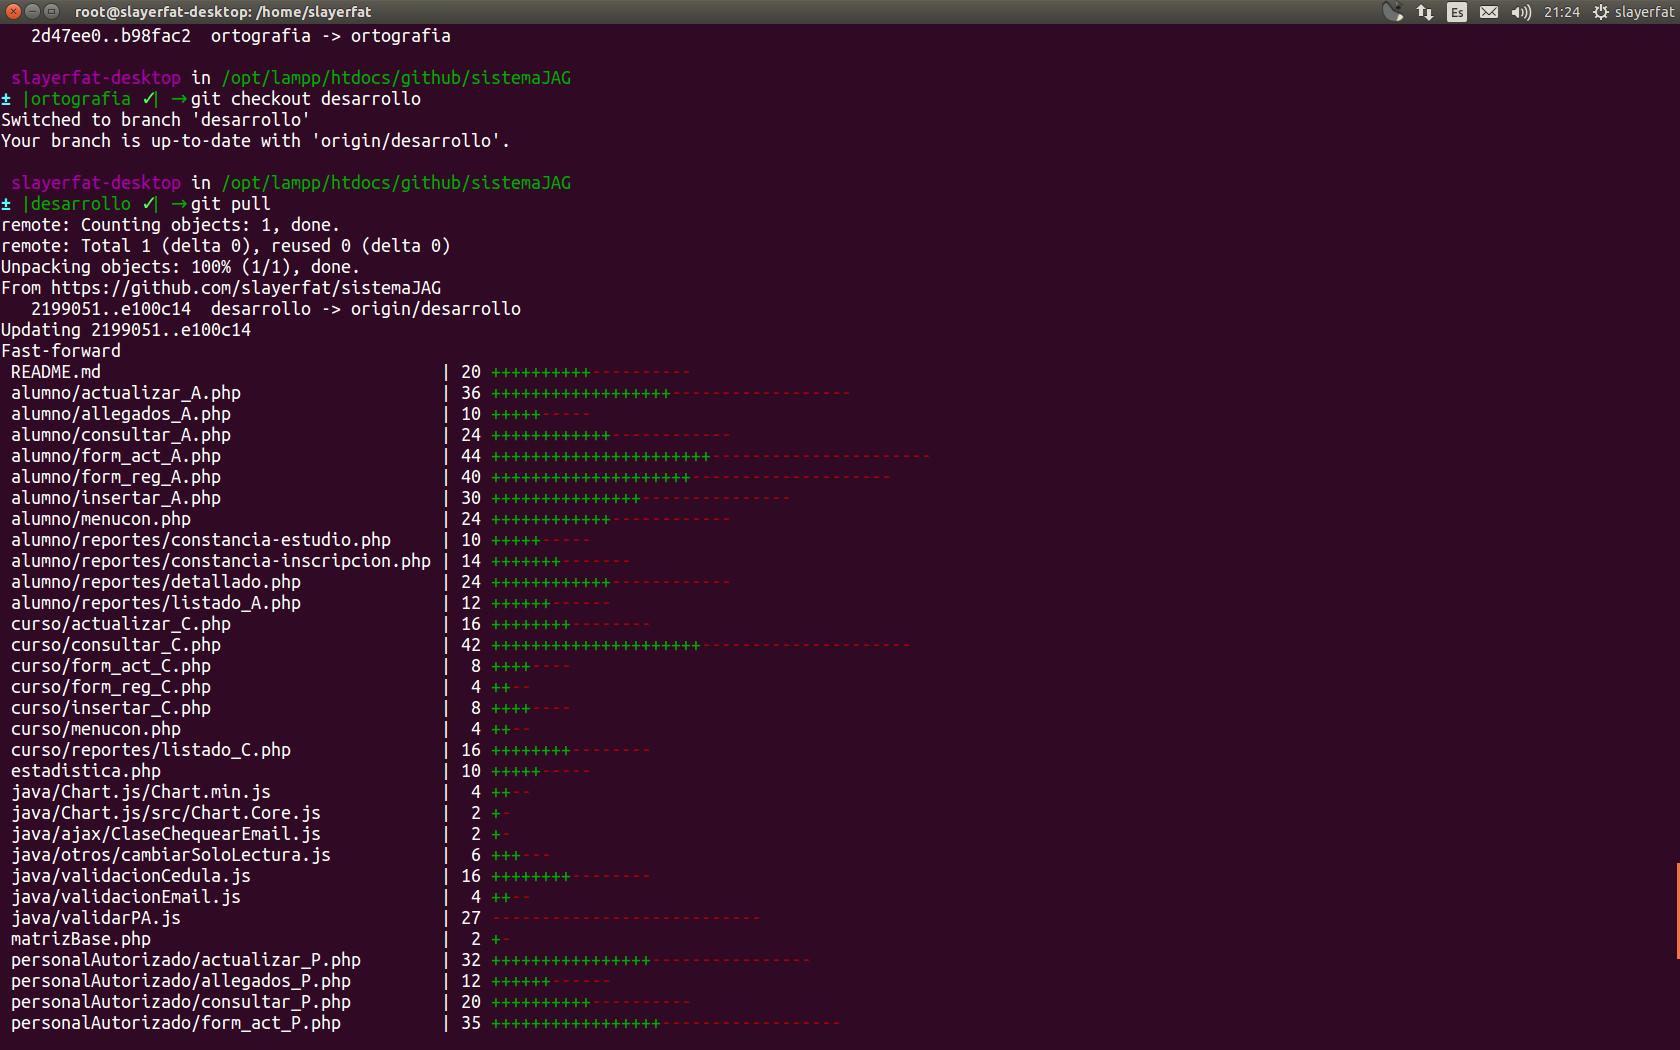 root@slayerfat-desktop: /home/slayerfat
Es
21:24
slayerfat
   2d47ee0..b98fac2  ortografia -> ortografia
 slayerfat-desktop in /opt/lampp/htdocs/github/sistemaJAG
± |ortografia ✓| →git checkout desarrollo
Switched to branch 'desarrollo'
Your branch is up-to-date with 'origin/desarrollo'.
 slayerfat-desktop in /opt/lampp/htdocs/github/sistemaJAG
± |desarrollo ✓| →git pull
remote: Counting objects: 1, done.
remote: Total 1 (delta 0), reused 0 (delta 0)
Unpacking objects: 100% (1/1), done.
From https://github.com/slayerfat/sistemaJAG
   2199051..e100c14  desarrollo -> origin/desarrollo
Updating 2199051..e100c14
Fast-forward
 README.md                                  | 20 ++++++++++----------
 alumno/actualizar_A.php                    | 36 ++++++++++++++++++------------------
 alumno/allegados_A.php                     | 10 +++++-----
 alumno/consultar_A.php                     | 24 ++++++++++++------------
 alumno/form_act_A.php                      | 44 ++++++++++++++++++++++----------------------
 alumno/form_reg_A.php                      | 40 ++++++++++++++++++++--------------------
 alumno/insertar_A.php                      | 30 +++++++++++++++---------------
 alumno/menucon.php                         | 24 ++++++++++++------------
 alumno/reportes/constancia-estudio.php     | 10 +++++-----
 alumno/reportes/constancia-inscripcion.php | 14 +++++++-------
 alumno/reportes/detallado.php              | 24 ++++++++++++------------
 alumno/reportes/listado_A.php              | 12 ++++++------
 curso/actualizar_C.php                     | 16 ++++++++--------
 curso/consultar_C.php                      | 42 +++++++++++++++++++++---------------------
 curso/form_act_C.php                       |  8 ++++----
 curso/form_reg_C.php                       |  4 ++--
 curso/insertar_C.php                       |  8 ++++----
 curso/menucon.php                          |  4 ++--
 curso/reportes/listado_C.php               | 16 ++++++++--------
 estadistica.php                            | 10 +++++-----
 java/Chart.js/Chart.min.js                 |  4 ++--
 java/Chart.js/src/Chart.Core.js            |  2 +-
 java/ajax/ClaseChequearEmail.js            |  2 +-
 java/otros/cambiarSoloLectura.js           |  6 +++---
 java/validacionCedula.js                   | 16 ++++++++--------
 java/validacionEmail.js                    |  4 ++--
 java/validarPA.js                          | 27 ---------------------------
 matrizBase.php                             |  2 +-
 personalAutorizado/actualizar_P.php        | 32 ++++++++++++++++----------------
 personalAutorizado/allegados_P.php         | 12 ++++++------
 personalAutorizado/consultar_P.php         | 20 ++++++++++----------
 personalAutorizado/form_act_P.php          | 35 +++++++++++++++++------------------